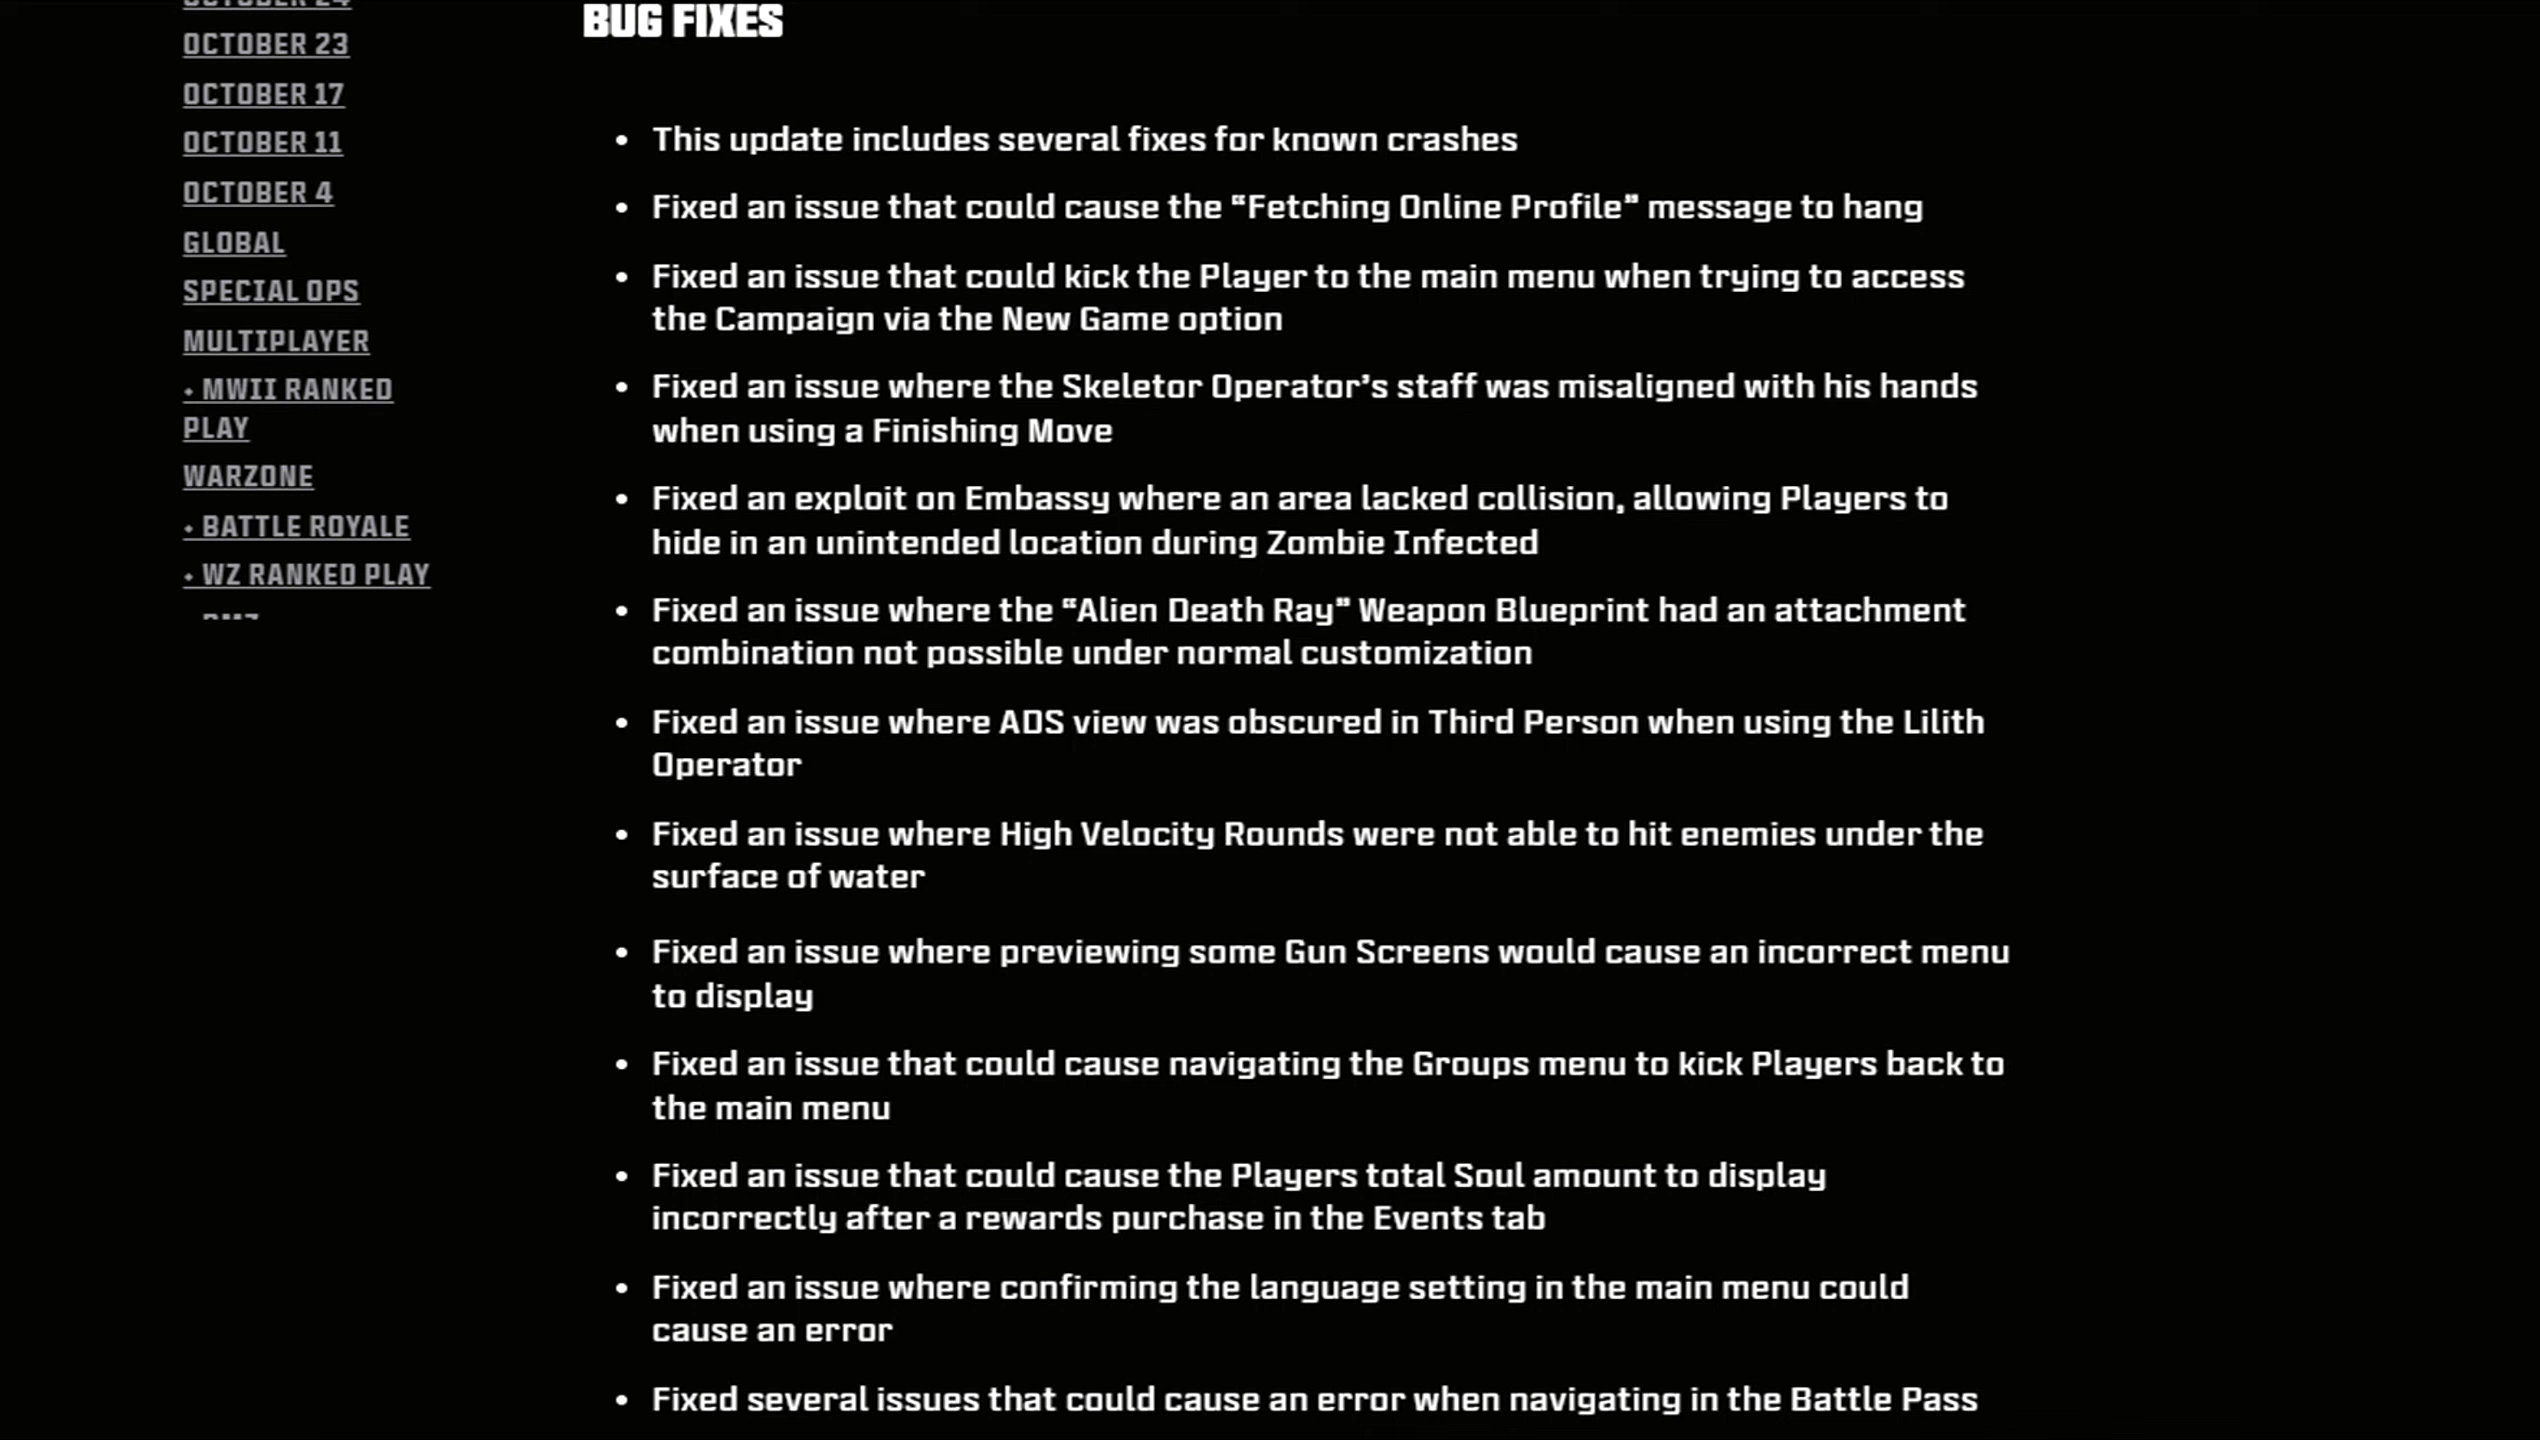 OCTOBER 24
OCTOBER 23
OCTOBER 17
OCTOBER 11
OCTOBER 4
GLOBAL
SPECIAL OPS
MULTIPLAYER
• MWII RANKED
PLAY
WARZONE
• BATTLE ROYALE
• WZ RANKED PLAY
BUG FIXES
• This update includes several fixes for known crashes
• Fixed an issue that could cause the “Fetching Online Profile” message to hang
• Fixed an issue that could kick the Player to the main menu when trying to access
the Campaign via the New Game option
• Fixed an issue where the Skeletor Operator’s staff was misaligned with his hands
when using a Finishing Move
• Fixed an exploit on Embassy where an area lacked collision, allowing Players to
hide in an unintended location during Zombie Infected
• Fixed an issue where the “Alien Death Ray” Weapon Blueprint had an attachment
combination not possible under normal customization
• Fixed an issue where ADS view was obscured in Third Person when using the Lilith
Operator
• Fixed an issue where High Velocity Rounds were not able to hit enemies under the
surface of water
• Fixed an issue where previewing some Gun Screens would cause an incorrect menu
to display
• Fixed an issue that could cause navigating the Groups menu to kick Players back to
the main menu
• Fixed an issue that could cause the Players total Soul amount to display
incorrectly after a rewards purchase in the Events tab
• Fixed an issue where confirming the language setting in the main menu could
cause an error
• Fixed several issues that could cause an error when navigating in the Battle Pass